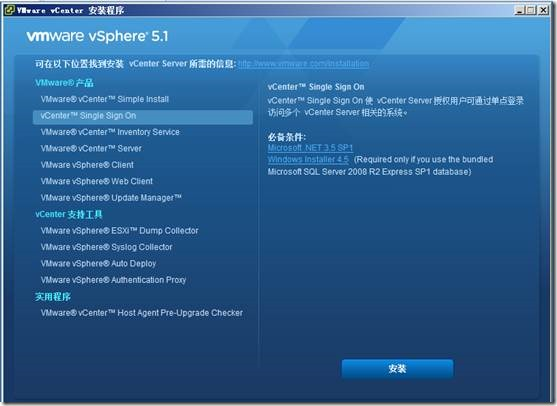 VMware vCenter 安装程序
vmware vSphere® 5.1
可在以下位置找到安装 vCenter Server 所需的信息: http://www.vmware.com/installation
VMware® 产品
VMware® vCenter™ Simple Install
vCenter™ Single Sign On
VMware® vCenter™ Inventory Service
VMware® vCenter™ Server
VMware vSphere® Client
VMware vSphere® Web Client
VMware vSphere® Update Manager™
vCenter 支持工具
VMware vSphere® ESXi™ Dump Collector
VMware vSphere® Syslog Collector
VMware vSphere® Auto Deploy
VMware vSphere® Authentication Proxy
实用程序
VMware® vCenter™ Host Agent Pre-Upgrade Checker
vCenter™ Single Sign On
vCenter™ Single Sign On 使 vCenter Server 授权用户可通过单点登录
访问多个 vCenter Server 相关的系统。
必备条件:
Microsoft .NET 3.5 SP1
Windows Installer 4.5 (Required only if you use the bundled
Microsoft SQL Server 2008 R2 Express SP1 database)
安装